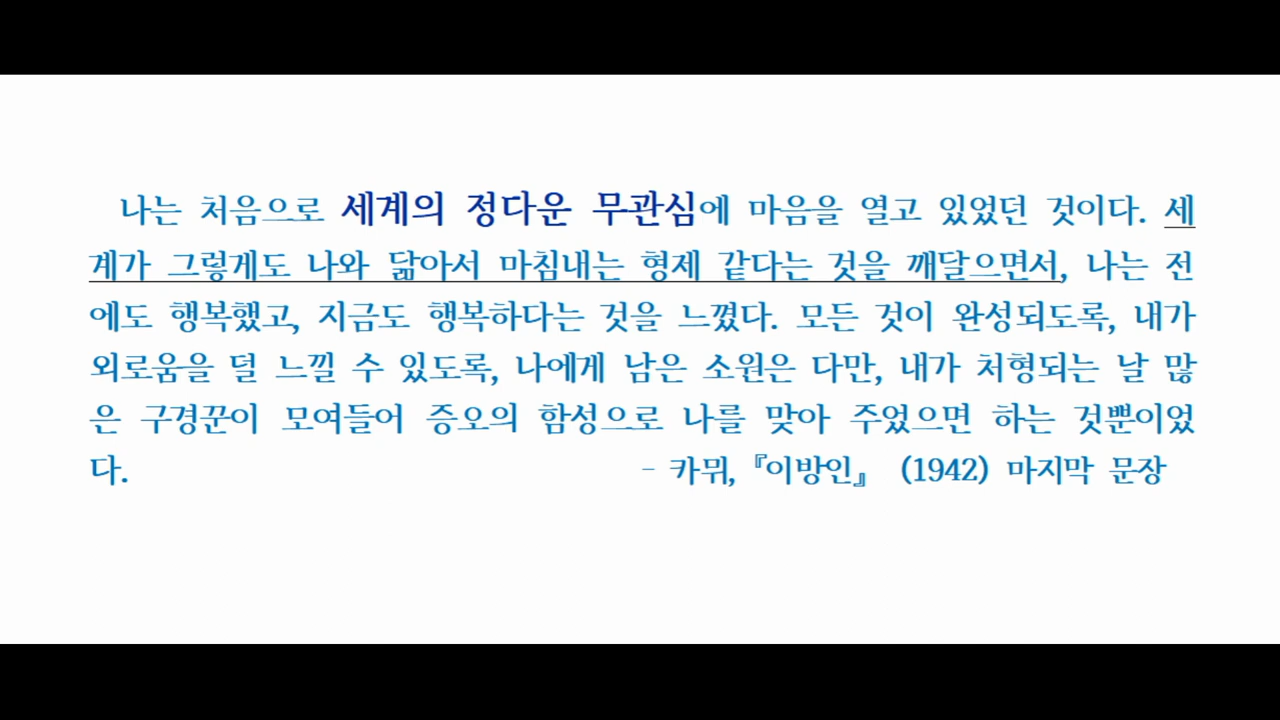 나는 처음으로 세계의 정다운 무관심에 마음을 열고 있었던 것이다. 세
계가 그렇게도 나와 닮아서 마침내는 형제 같다는 것을 깨달으면서, 나는 전
에도 행복했고, 지금도 행복하다는 것을 느꼈다. 모든 것이 완성되도록, 내가
외로움을 덜 느낄 수 있도록, 나에게 남은 소원은 다만, 내가 처형되는 날 많
은 구경꾼이 모여들어 증오의 함성으로 나를 맞아 주었으면 하는 것뿐이었
다. - 카뮈, 『이방인』 (1942) 마지막 문장